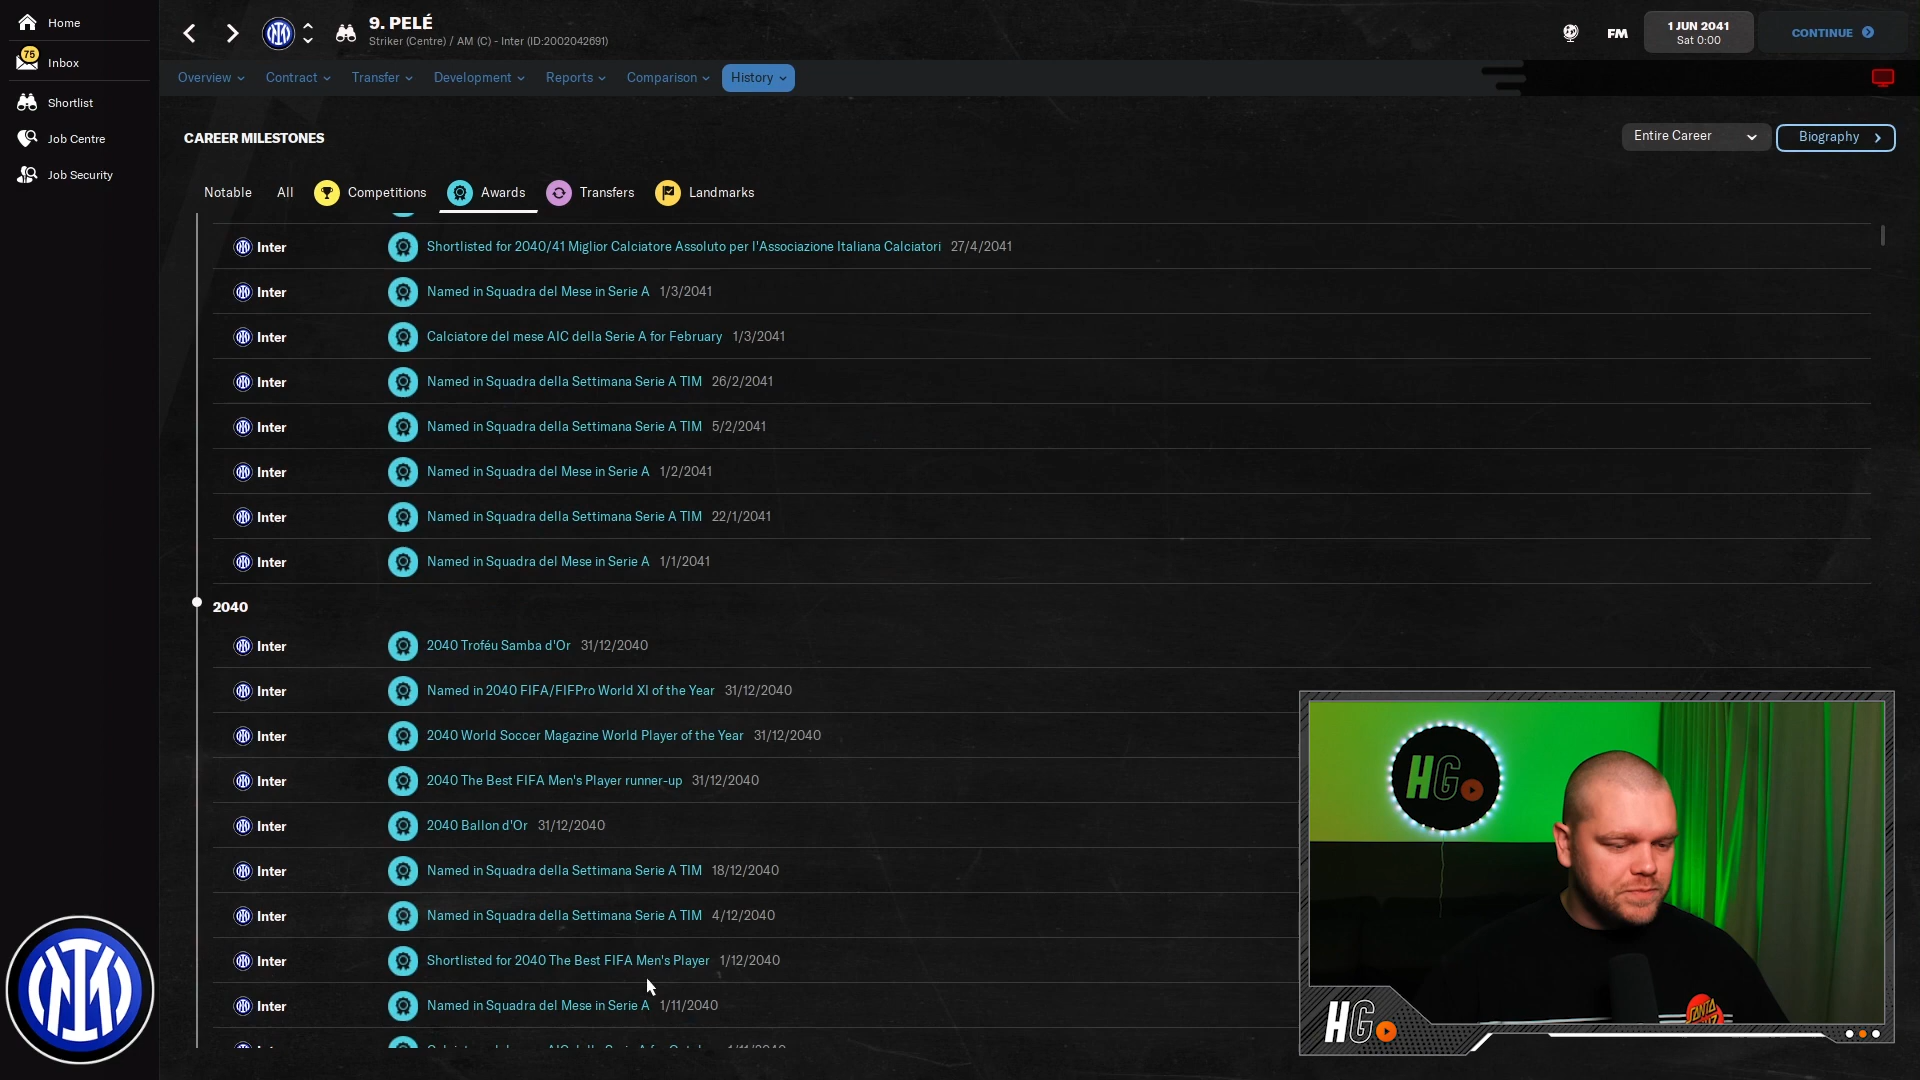 Home
9. PELÉ
Striker (Centre) / AM (C) - Inter (ID:2002042691)
FM
1 JUN 2041
Sat 0:00
CONTINUE
75
Inbox
Overview
Contract
Transfer
Development
Reports
Comparison
History
Shortlist
Job Centre
Job Security
CAREER MILESTONES
Entire Career
Biography
Notable
All
Competitions
Awards
Transfers
Landmarks
Inter Shortlisted for 2040/41 Miglior Calciatore Assoluto per l'Associazione Italiana Calciatori 27/4/2041
Inter Named in Squadra del Mese in Serie A 1/3/2041
Inter Calciatore del mese AIC della Serie A for February 1/3/2041
Inter Named in Squadra della Settimana Serie A TIM 26/2/2041
Inter Named in Squadra della Settimana Serie A TIM 5/2/2041
Inter Named in Squadra del Mese in Serie A 1/2/2041
Inter Named in Squadra della Settimana Serie A TIM 22/1/2041
Inter Named in Squadra del Mese in Serie A 1/1/2041
2040
Inter 2040 Troféu Samba d'Or 31/12/2040
Inter Named in 2040 FIFA/FIFPro World XI of the Year 31/12/2040
Inter 2040 World Soccer Magazine World Player of the Year 31/12/2040
Inter 2040 The Best FIFA Men's Player runner-up 31/12/2040
Inter 2040 Ballon d'Or 31/12/2040
Inter Named in Squadra della Settimana Serie A TIM 18/12/2040
Inter Named in Squadra della Settimana Serie A TIM 4/12/2040
Inter Shortlisted for 2040 The Best FIFA Men's Player 1/12/2040
Inter Named in Squadra del Mese in Serie A 1/11/2040
HG
HG